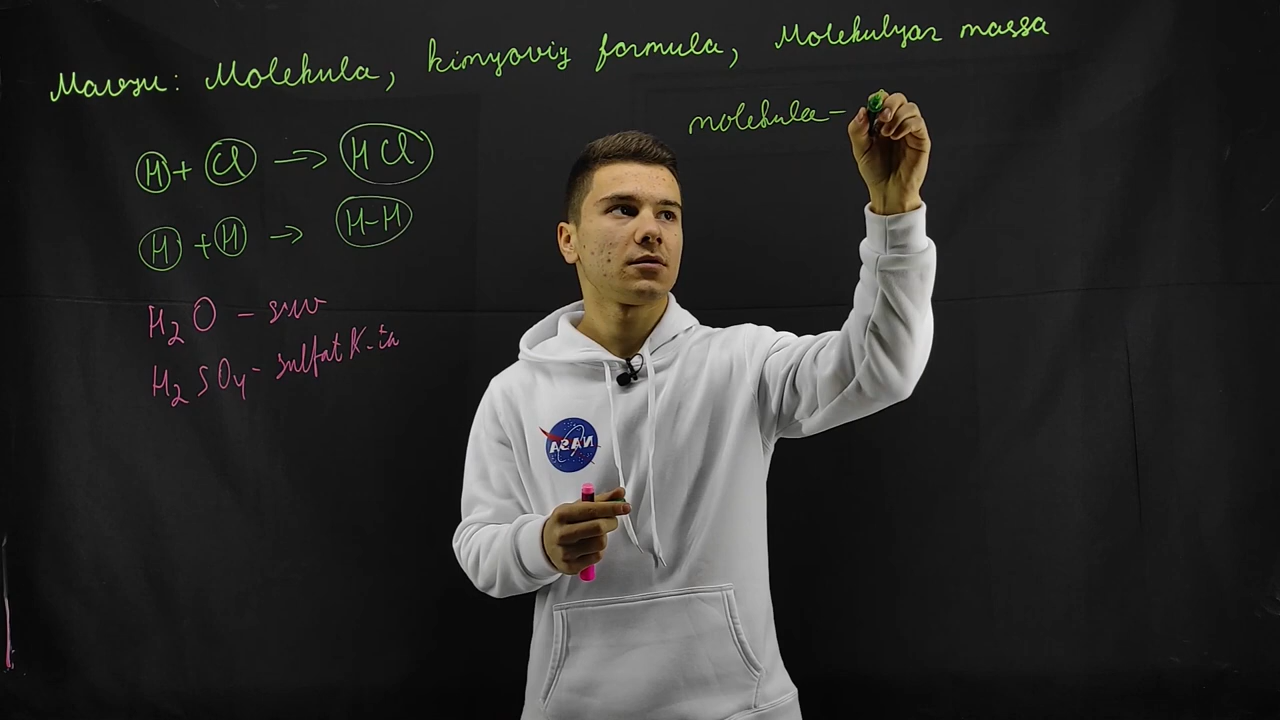 Mavzu: Molekula, kimyoviy formula, Molekulyar massa
molekula-
H + Cl → HCl
H + H → H-H
H₂O - suv
H₂SO₄ - sulfat K-ta
NASA